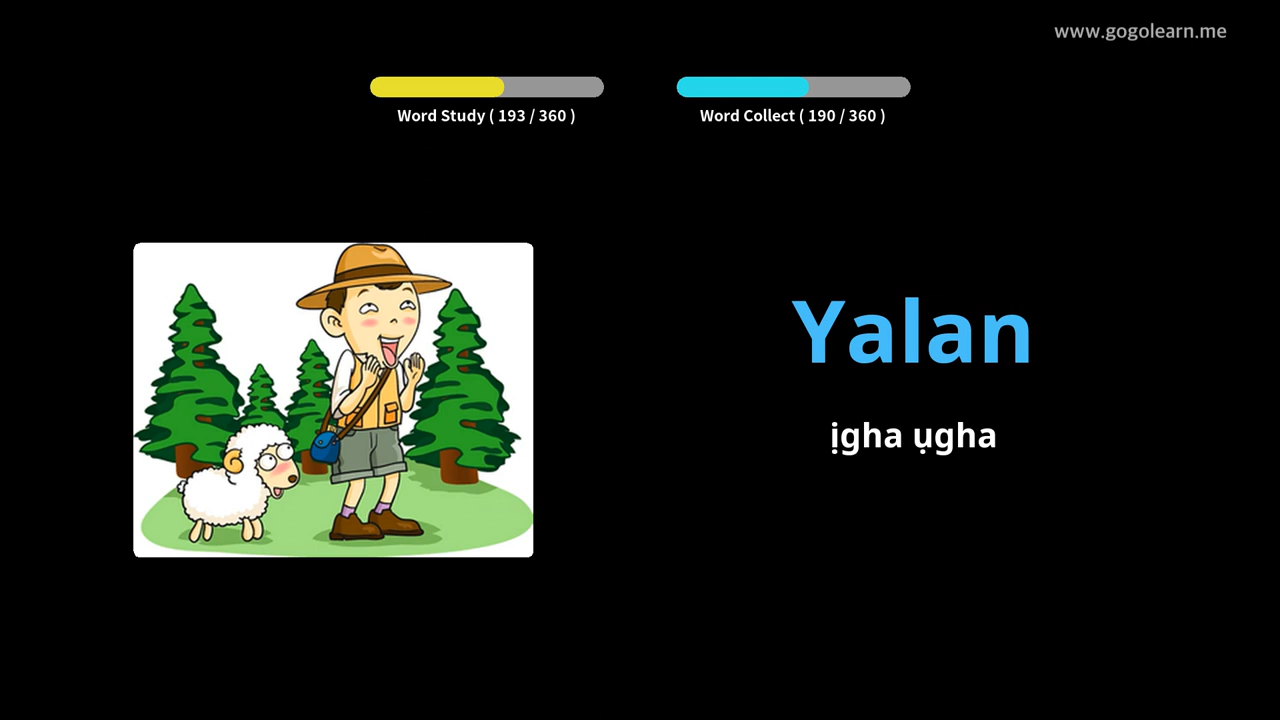 www.gogolearn.me
Word Study ( 193 / 360 )
Word Collect ( 190 / 360 )
Yalan
ịgha ụgha